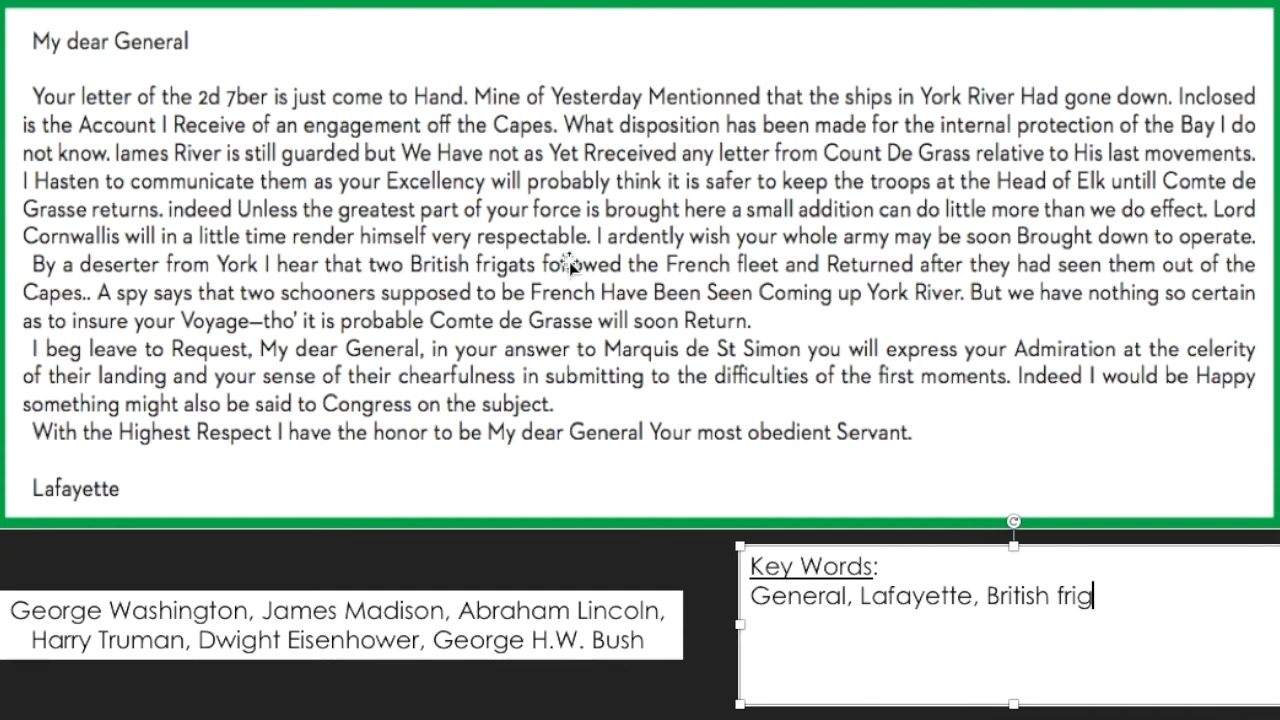 My dear General
Your letter of the 2d 7ber is just come to Hand. Mine of Yesterday Mentionned that the ships in York River Had gone down. Inclosed
is the Account I Receive of an engagement off the Capes. What disposition has been made for the internal protection of the Bay I do
not know. Iames River is still guarded but We Have not as Yet Rreceived any letter from Count De Grass relative to His last movements.
I Hasten to communicate them as your Excellency will probably think it is safer to keep the troops at the Head of Elk untill Comte de
Grasse returns. indeed Unless the greatest part of your force is brought here a small addition can do little more than we do effect. Lord
Cornwallis will in a little time render himself very respectable. I ardently wish your whole army may be soon Brought down to operate.
By a deserter from York I hear that two British frigats followed the French fleet and Returned after they had seen them out of the
Capes.. A spy says that two schooners supposed to be French Have Been Seen Coming up York River. But we have nothing so certain
as to insure your Voyage—tho' it is probable Comte de Grasse will soon Return.
I beg leave to Request, My dear General, in your answer to Marquis de St Simon you will express your Admiration at the celerity
of their landing and your sense of their chearfulness in submitting to the difficulties of the first moments. Indeed I would be Happy
something might also be said to Congress on the subject.
With the Highest Respect I have the honor to be My dear General Your most obedient Servant.
Lafayette
George Washington, James Madison, Abraham Lincoln,
Harry Truman, Dwight Eisenhower, George H.W. Bush
Key Words:
General, Lafayette, British frig